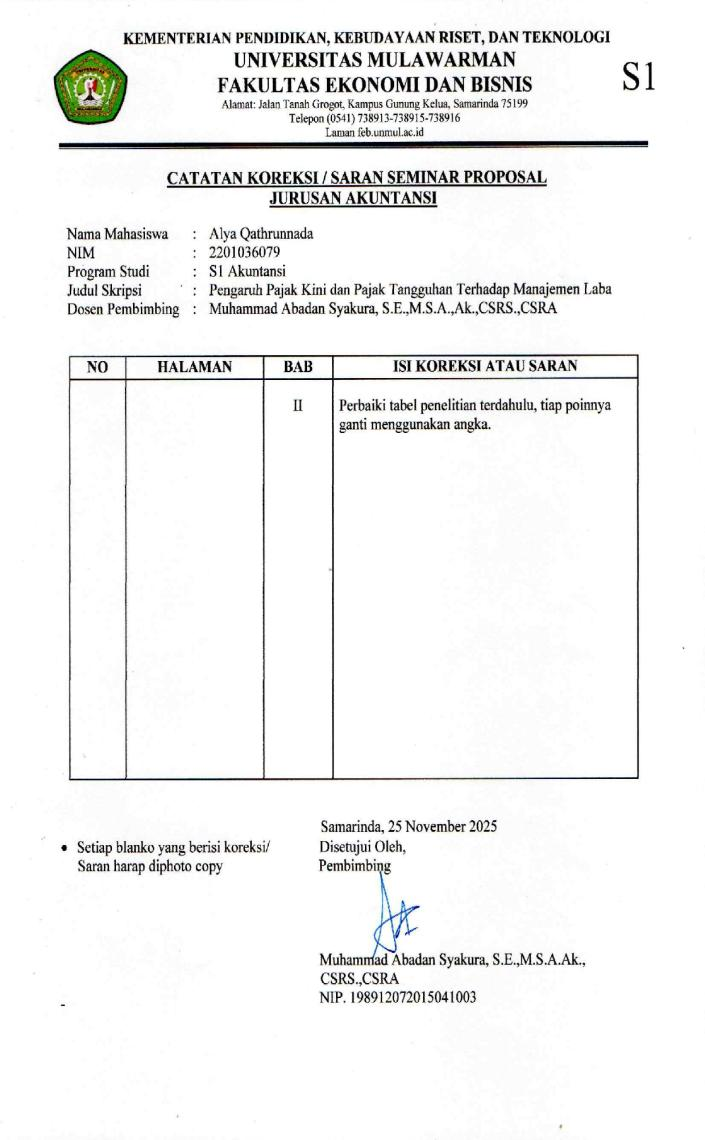 KEMENTERIAN PENDIDIKAN, KEBUDAYAAN RISET, DAN TEKNOLOGI
UNIVERSITAS MULAWARMAN
FAKULTAS EKONOMI DAN BISNIS
S1
Alamat: Jalan Tanah Grogot, Kampus Gunung Kelua, Samarinda 75199
Telepon (0541) 738913-738915-738916
Laman feb.unmul.ac.id
CATATAN KOREKSI / SARAN SEMINAR PROPOSAL
JURUSAN AKUNTANSI
Nama Mahasiswa : Alya Qathrunnada
NIM : 2201036079
Program Studi : S1 Akuntansi
Judul Skripsi : Pengaruh Pajak Kini dan Pajak Tangguhan Terhadap Manajemen Laba
Dosen Pembimbing : Muhammad Abadan Syakura, S.E.,M.S.A.,Ak.,CSRS.,CSRA
NO HALAMAN BAB ISI KOREKSI ATAU SARAN
II Perbaiki tabel penelitian terdahulu, tiap poinnya
ganti menggunakan angka.
Samarinda, 25 November 2025
• Setiap blanko yang berisi koreksi/ Disetujui Oleh,
Saran harap diphoto copy Pembimbing
Muhammad Abadan Syakura, S.E.,M.S.A.Ak.,
CSRS.,CSRA
NIP. 198912072015041003